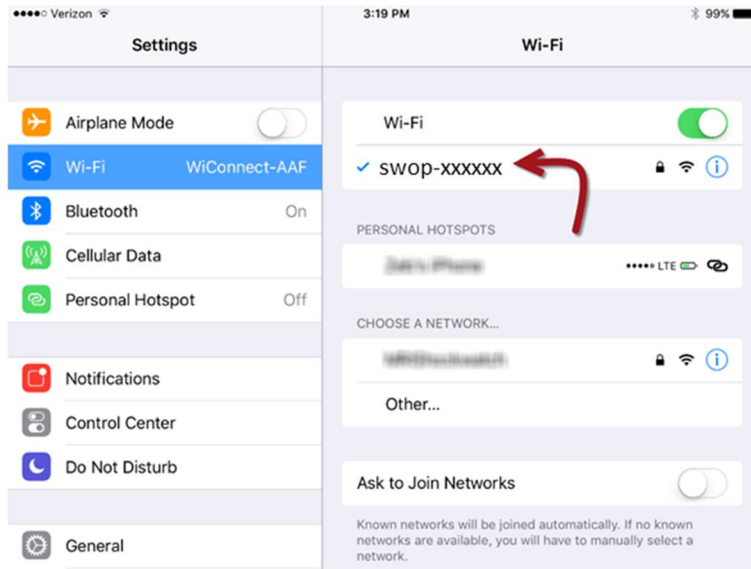 Verizon 3:19 PM 99%
Settings
Wi-Fi
Airplane Mode
Wi-Fi WiConnect-AAF
Bluetooth On
Cellular Data
Personal Hotspot Off
Notifications
Control Center
Do Not Disturb
General
Wi-Fi
swop-xxxxxx
PERSONAL HOTSPOTS
LTE
CHOOSE A NETWORK...
Other...
Ask to Join Networks
Known networks will be joined automatically. If no known
networks are available, you will have to manually select a
network.